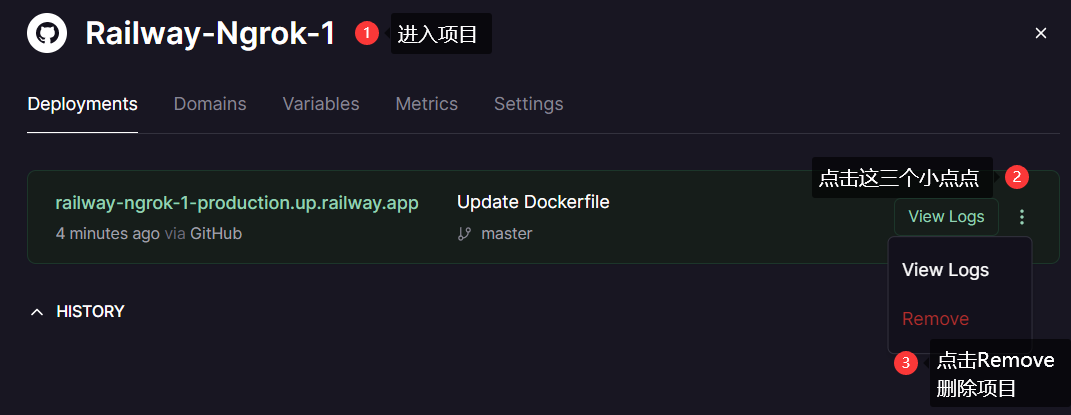 Railway-Ngrok-1 1 进入项目
Deployments Domains Variables Metrics Settings
点击这三个小点点 2
railway-ngrok-1-production.up.railway.app Update Dockerfile View Logs
4 minutes ago via GitHub master
View Logs
HISTORY
Remove
3 点击Remove
删除项目